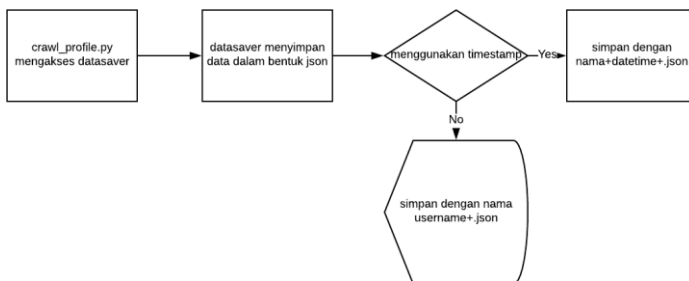 crawl_profile.py
mengakses datasaver
datasaver menyimpan
data dalam bentuk json
menggunakan timestamp
Yes
simpan dengan
nama+datetime+.json
No
simpan dengan nama
username+.json